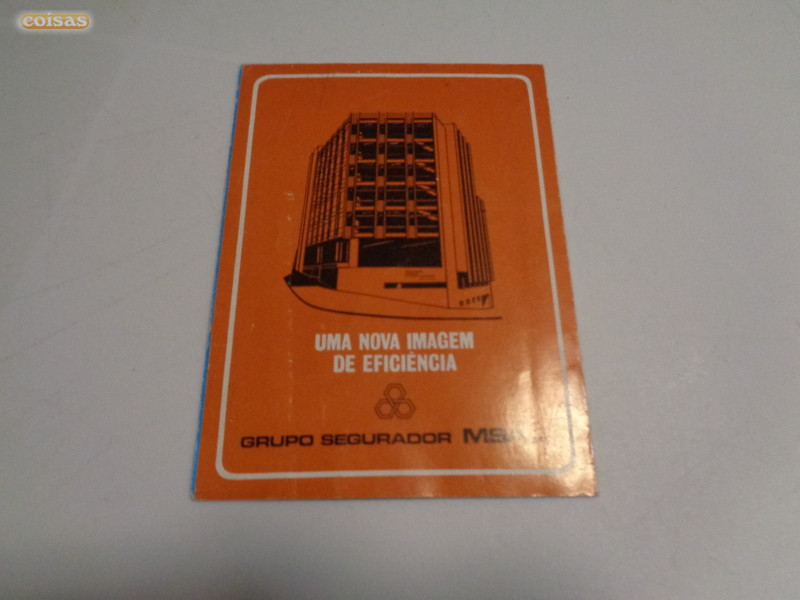 coisas
UMA NOVA IMAGEM
DE EFICIÊNCIA
GRUPO SEGURADOR